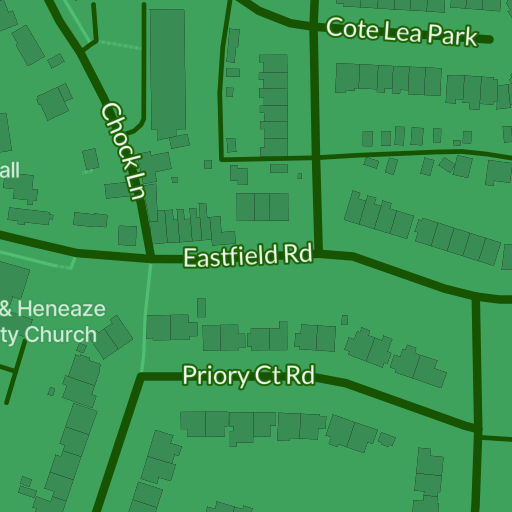 Cote Lea Park
Chock Ln
all
Eastfield Rd
& Heneaze
ty Church
Priory Ct Rd